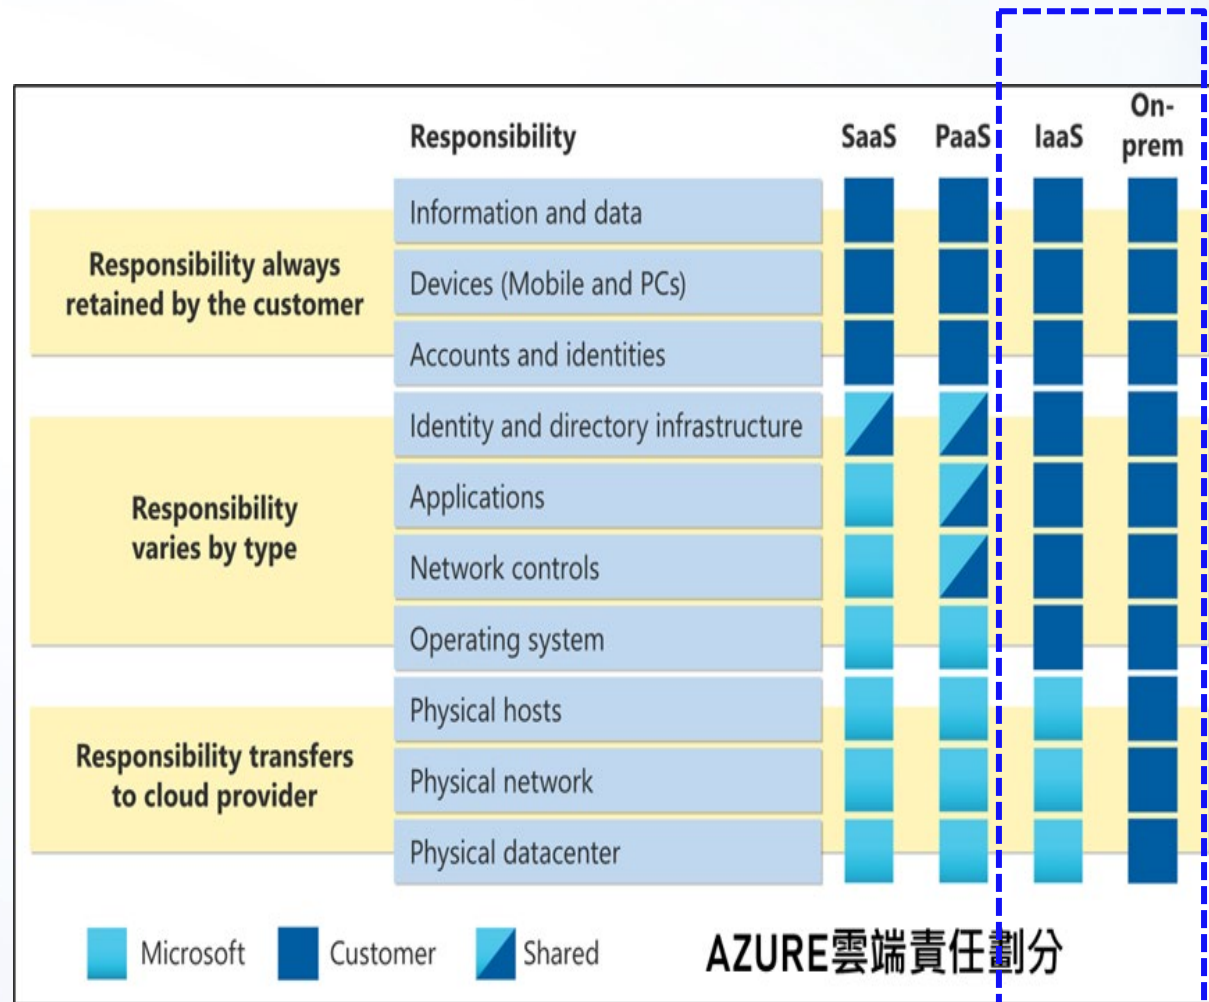 Responsibility
SaaS
PaaS
IaaS
On-
prem
Responsibility always
retained by the customer
Information and data
Devices (Mobile and PCs)
Accounts and identities
Responsibility
varies by type
Identity and directory infrastructure
Applications
Network controls
Operating system
Responsibility transfers
to cloud provider
Physical hosts
Physical network
Physical datacenter
Microsoft
Customer
Shared
AZURE雲端責任劃分